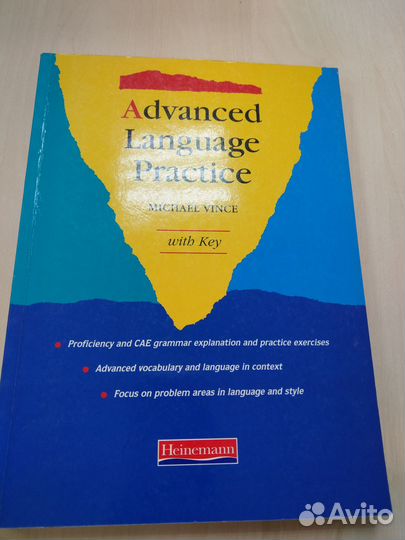 Advanced
Language
Practice
MICHAEL VINCE
with Key
Proficiency and CAE grammar explanation and practice exercises
Advanced vocabulary and language in context
Focus on problem areas in language and style
Heinemann
Avito